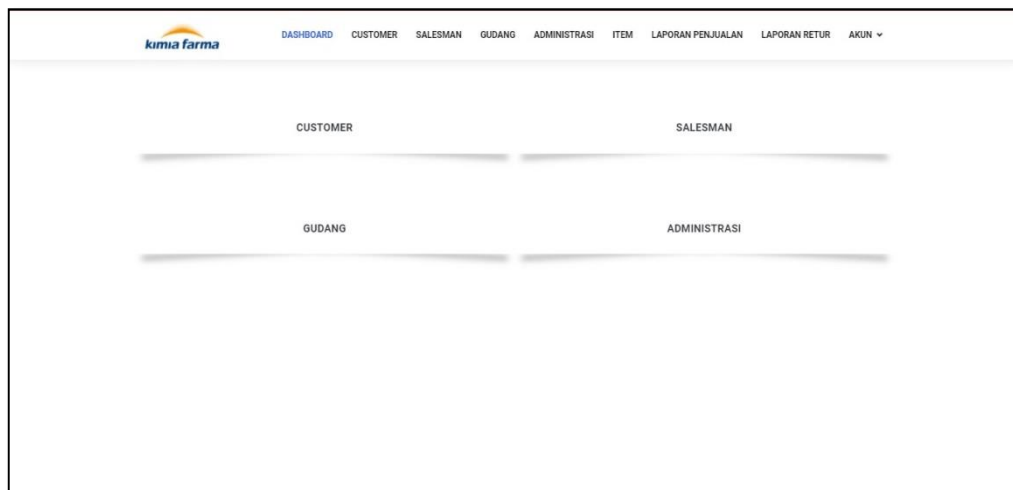 kimia farma
DASHBOARD CUSTOMER SALESMAN GUDANG ADMINISTRASI ITEM LAPORAN PENJUALAN LAPORAN RETUR AKUN
CUSTOMER SALESMAN
GUDANG ADMINISTRASI